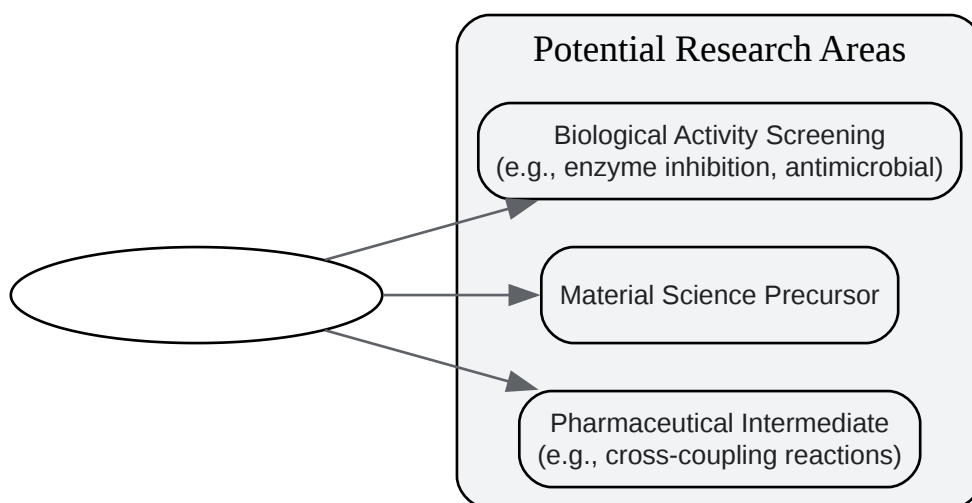 Potential Research Areas
Biological Activity Screening
(e.g., enzyme inhibition, antimicrobial)
Material Science Precursor
Pharmaceutical Intermediate
(e.g., cross-coupling reactions)